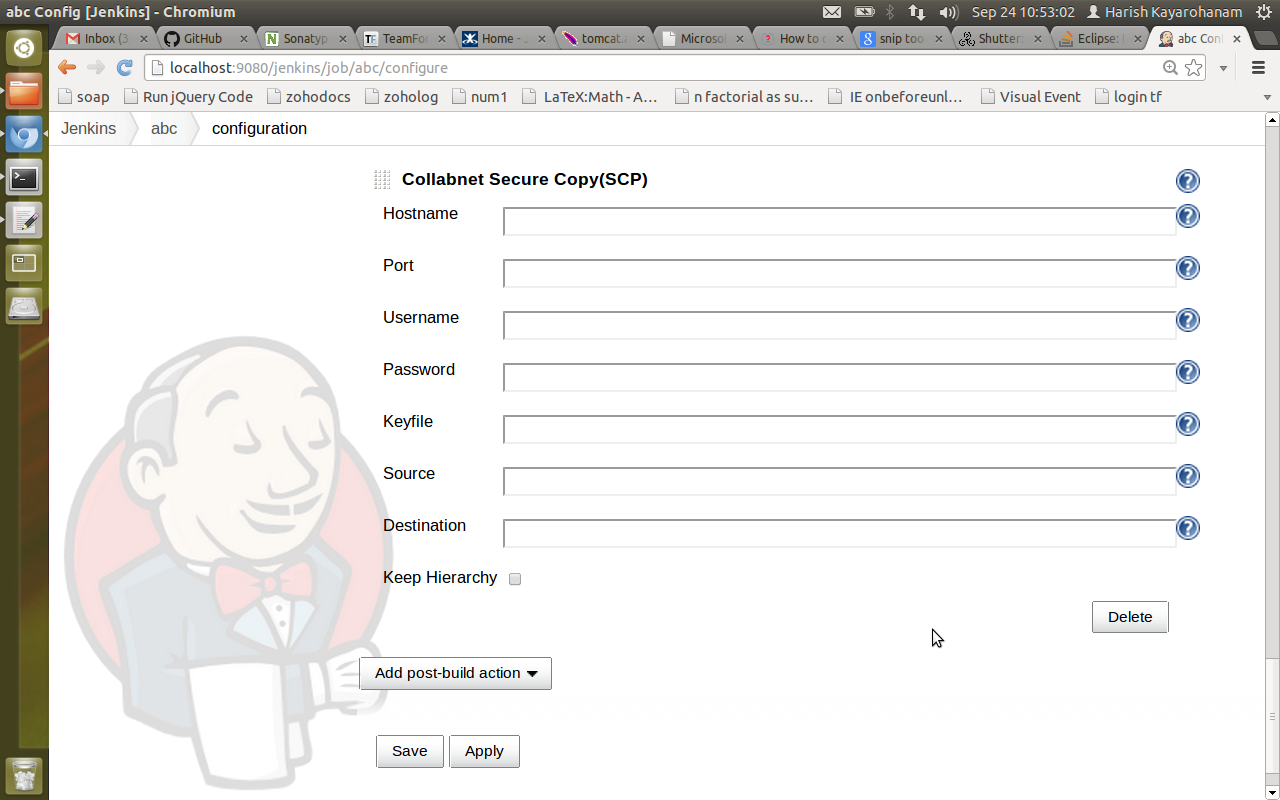 abc Config [Jenkins] - Chromium
Sep 24 10:53:02 Harish Kayarohanam
Inbox (3
GitHub
Sonatyp
TeamFor
Home -
tomcat.
Microso
How to
snip too
Shutter:
Eclipse:
abc Con
localhost:9080/jenkins/job/abc/configure
soap Run jQuery Code zohodocs zoholog num1 LaTeX:Math - A... n factorial as su... IE onbeforeunl... Visual Event login tf
Jenkins abc configuration
Collabnet Secure Copy(SCP)
Hostname
Port
Username
Password
Keyfile
Source
Destination
Keep Hierarchy
Delete
Add post-build action
Save Apply